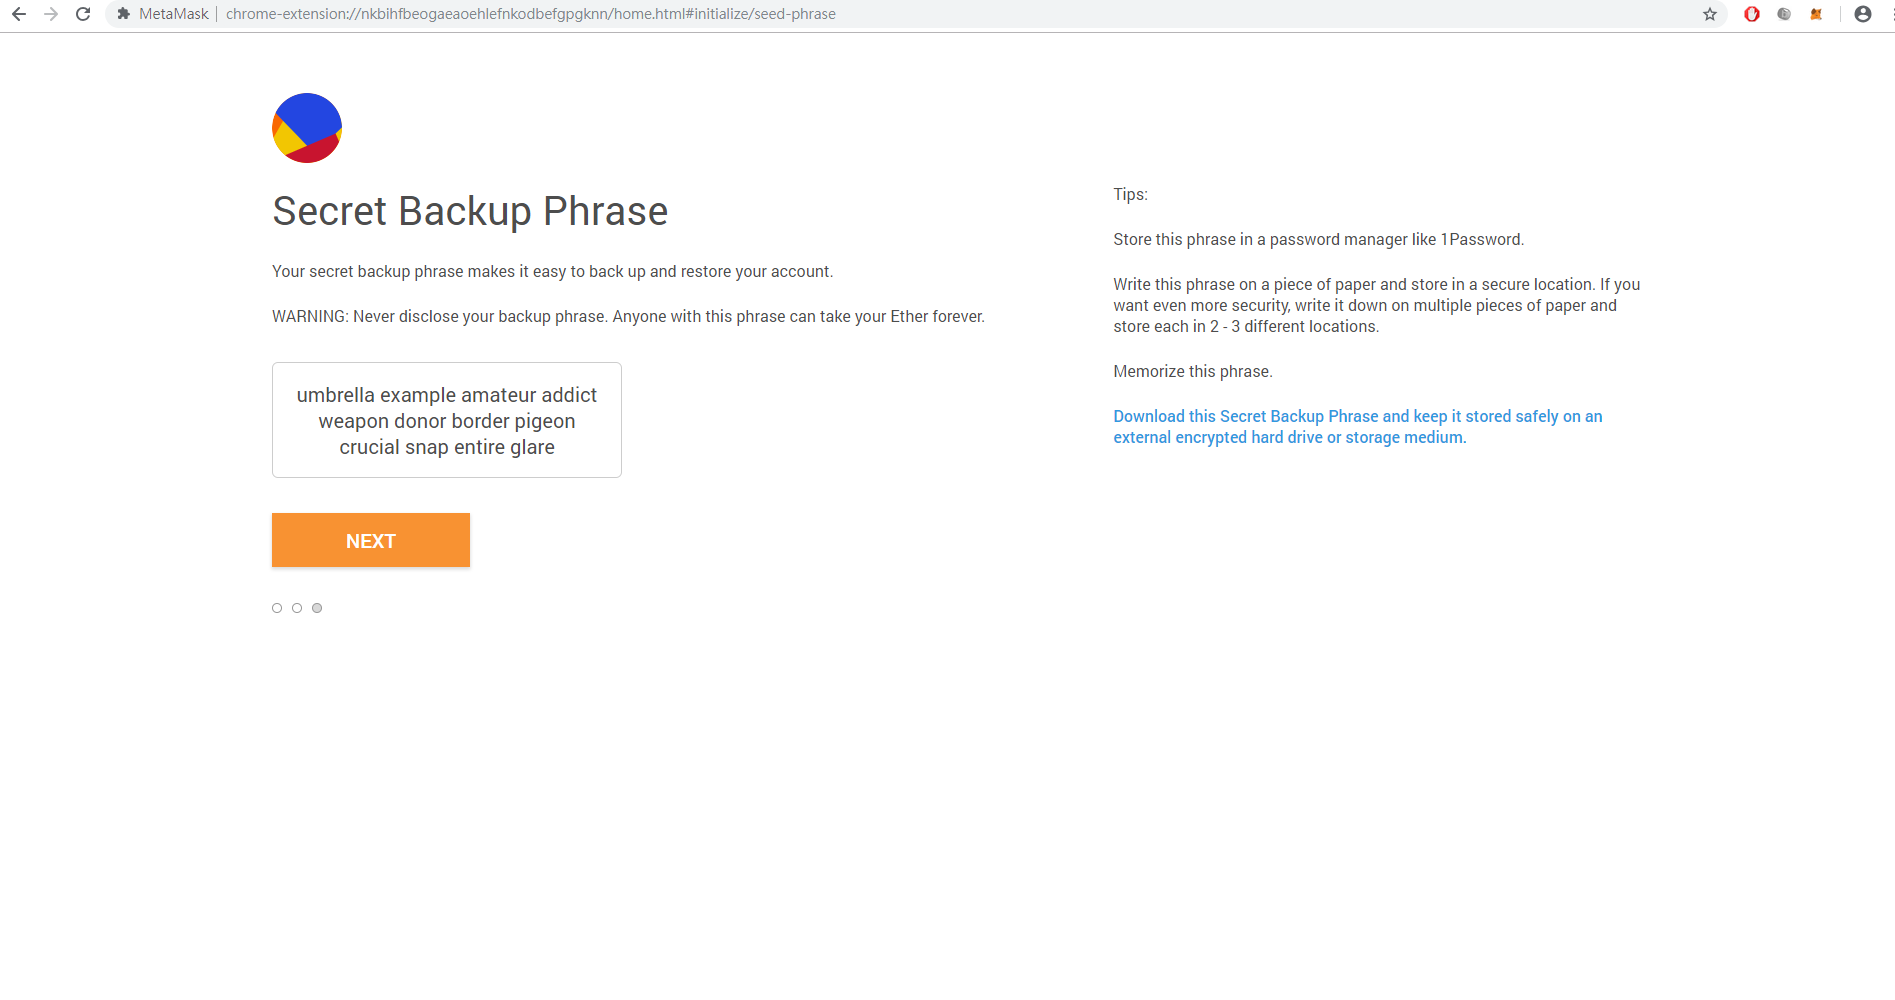 MetaMask | chrome-extension://nkbihfbeogaeaoehlefnkodbefgpgknn/home.html#initialize/seed-phrase
Secret Backup Phrase
Your secret backup phrase makes it easy to back up and restore your account.
WARNING: Never disclose your backup phrase. Anyone with this phrase can take your Ether forever.
umbrella example amateur addict
weapon donor border pigeon
crucial snap entire glare
NEXT
Tips:
Store this phrase in a password manager like 1Password.
Write this phrase on a piece of paper and store in a secure location. If you
want even more security, write it down on multiple pieces of paper and
store each in 2 - 3 different locations.
Memorize this phrase.
Download this Secret Backup Phrase and keep it stored safely on an
external encrypted hard drive or storage medium.